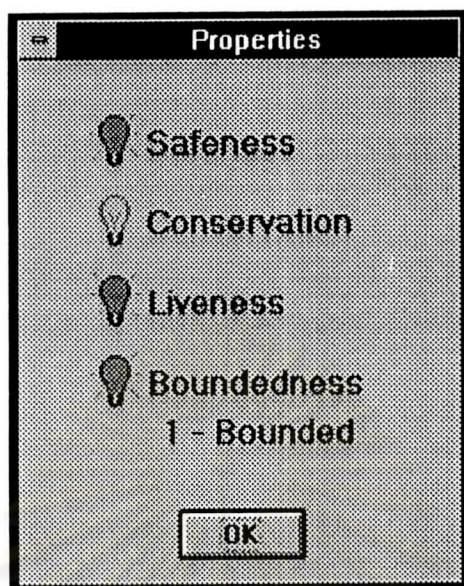 Properties
Safeness
Conservation
Liveness
Boundedness
1 - Bounded
OK